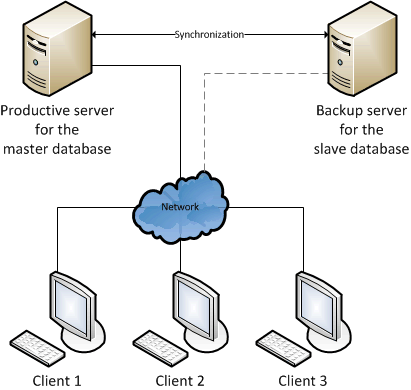 Synchronization
Productive server
for the
master database
Backup server
for the
slave database
Network
Client 1
Client 2
Client 3